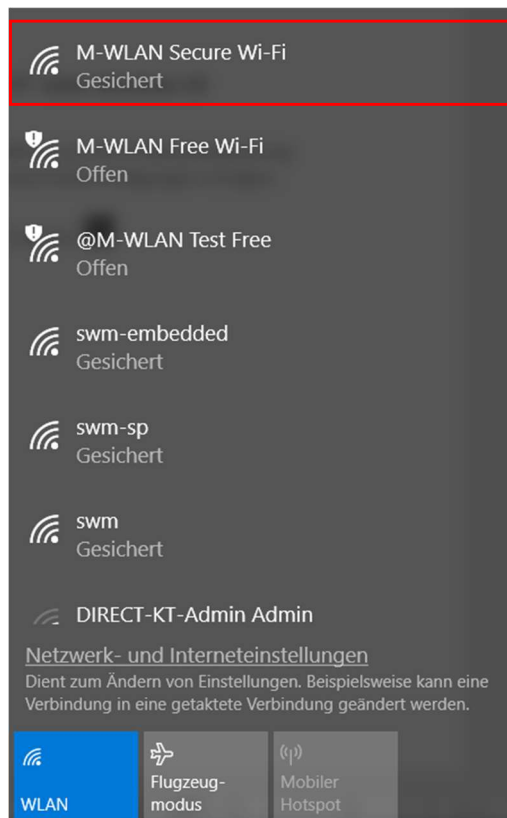 M-WLAN Secure Wi-Fi
Gesichert
M-WLAN Free Wi-Fi
Offen
@M-WLAN Test Free
Offen
swm-embedded
Gesichert
swm-sp
Gesichert
swm
Gesichert
DIRECT-KT-Admin Admin
Netzwerk- und Interneteinstellungen
Dient zum Ändern von Einstellungen. Beispielsweise kann eine
Verbindung in eine getaktete Verbindung geändert werden.
WLAN
Flugzeug-
modus
Mobiler
Hotspot